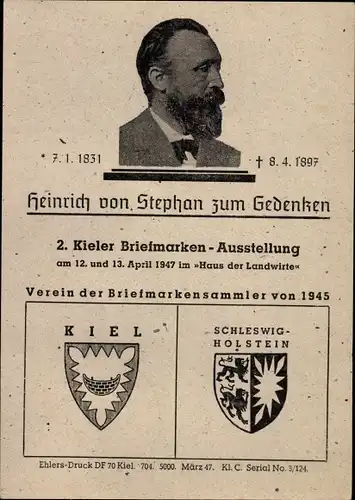 * 7. 1. 1831
† 8. 4. 1897
Heinrich von Stephan zum Gedenken
2. Kieler Briefmarken-Ausstellung
am 12. und 13. April 1947 im »Haus der Landwirte«
Verein der Briefmarkensammler von 1945
KIEL
SCHLESWIG-
HOLSTEIN
Ehlers-Druck DF 70 Kiel. 704. 5000. März 47. Kl. C. Serial No. 3/124.